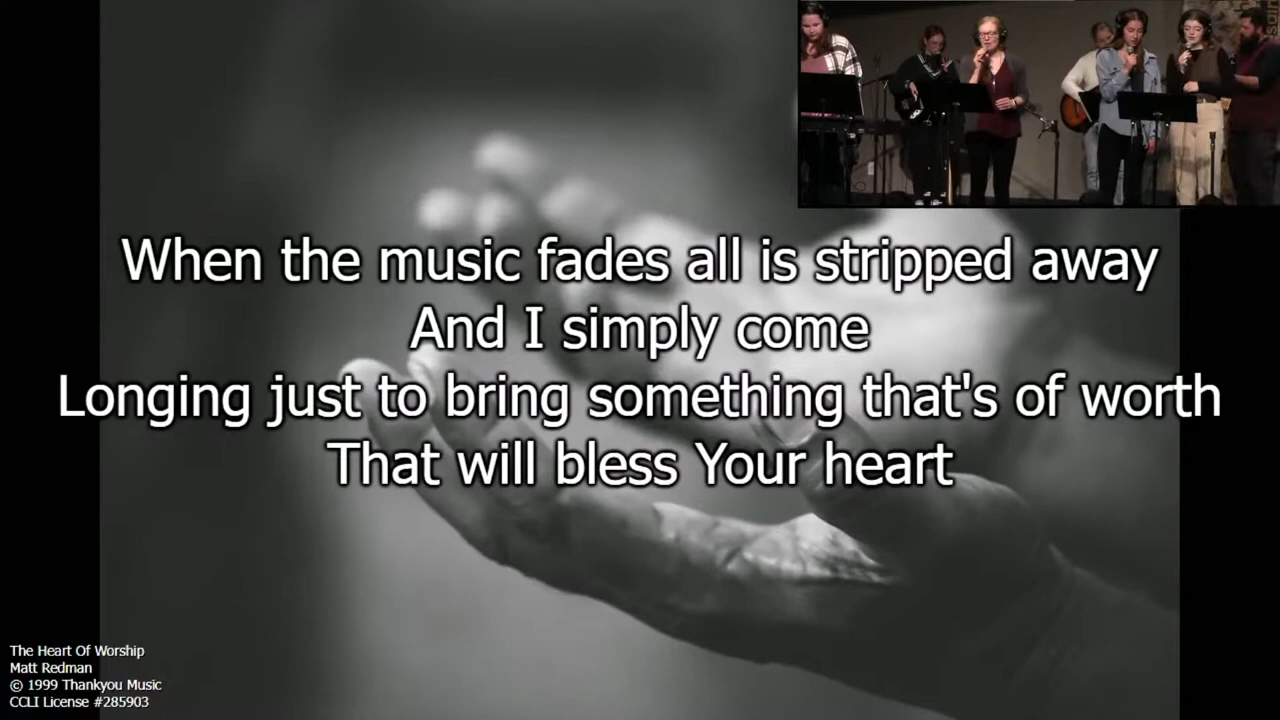 When the music fades all is stripped away
And I simply come
Longing just to bring something that's of worth
That will bless Your heart
The Heart Of Worship
Matt Redman
© 1999 Thankyou Music
CCLI License #285903